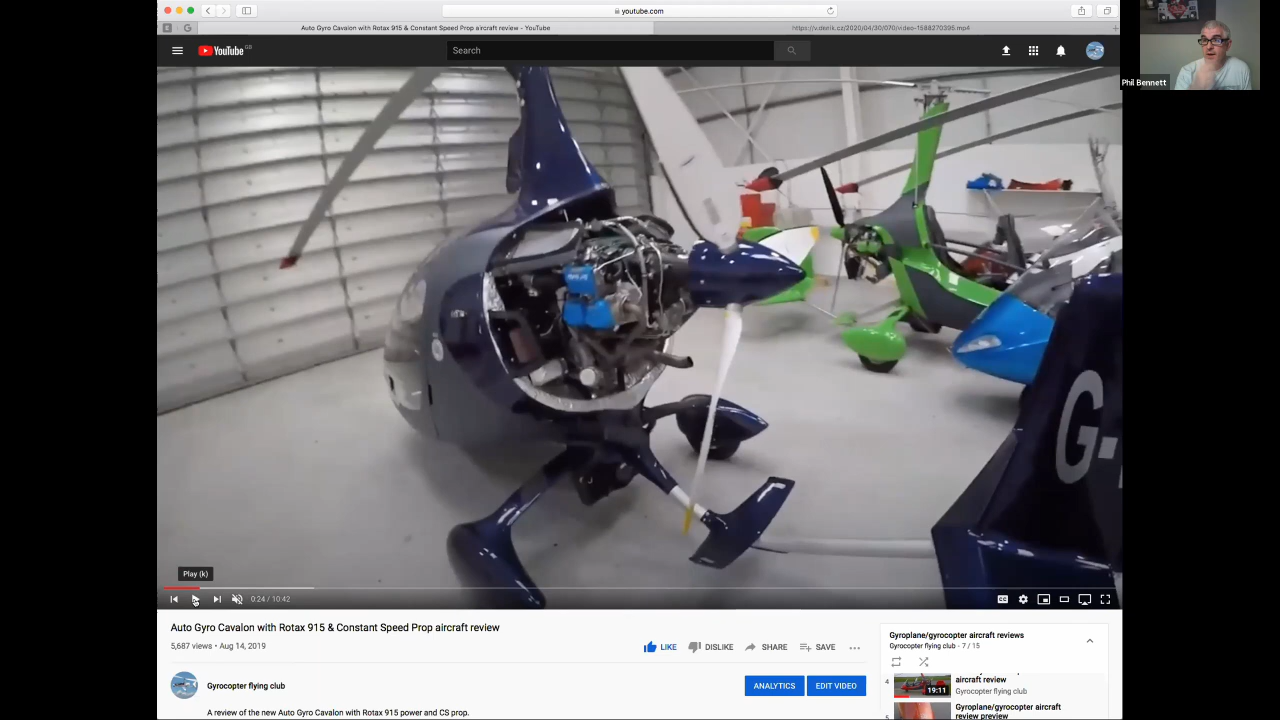 youtube.com
Auto Gyro Cavalon with Rotax 915 & Constant Speed Prop aircraft review - YouTube
YouTube GB
Search
Phil Bennett
G-
Play (k)
0:24 / 10:42
CC
Auto Gyro Cavalon with Rotax 915 & Constant Speed Prop aircraft review
5,687 views • Aug 14, 2019
LIKE
DISLIKE
SHARE
SAVE
Gyrocopter flying club
ANALYTICS
EDIT VIDEO
A review of the new Auto Gyro Cavalon with Rotax 915 power and CS prop.
Gyroplane/gyrocopter aircraft reviews
Gyrocopter flying club - 7 / 15
4
19:11
aircraft review
Gyrocopter flying club
Gyroplane/gyrocopter aircraft
review preview